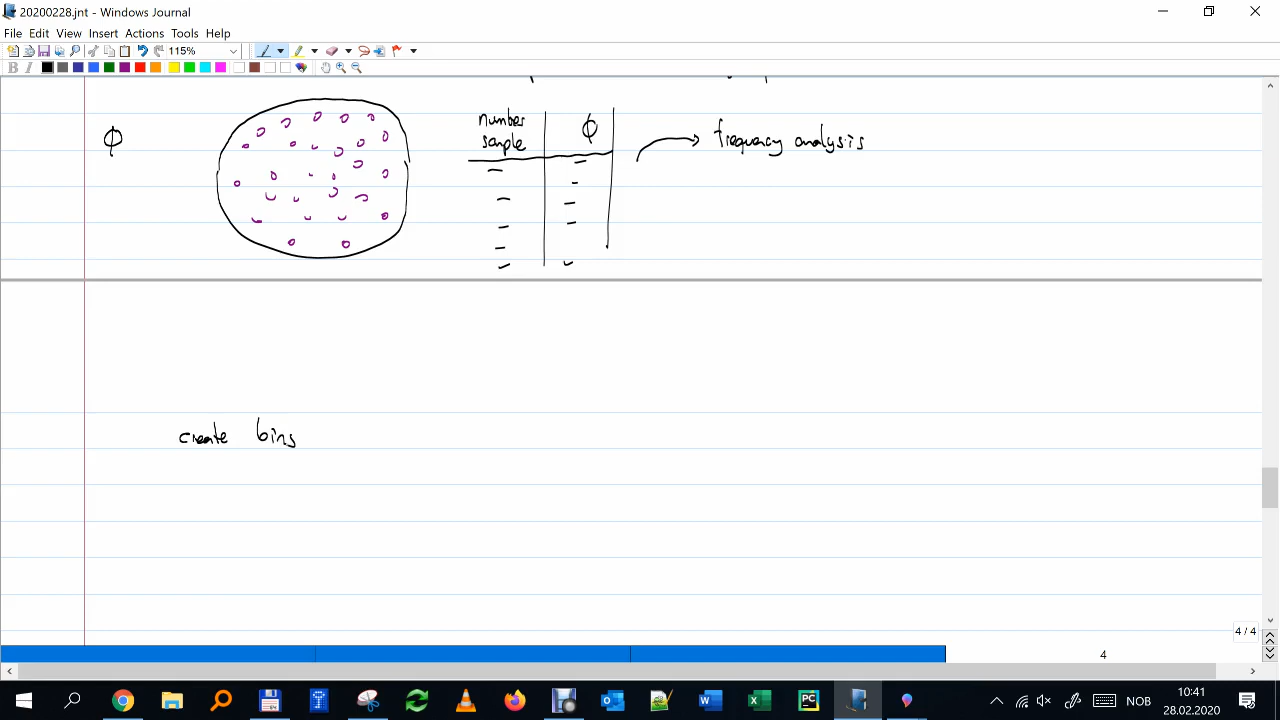 20200228.jnt - Windows Journal
File Edit View Insert Actions Tools Help
115%
B I
ϕ
number sample ϕ
frequency analysis
create bins
4 / 4
4
NOB
10:41
28.02.2020